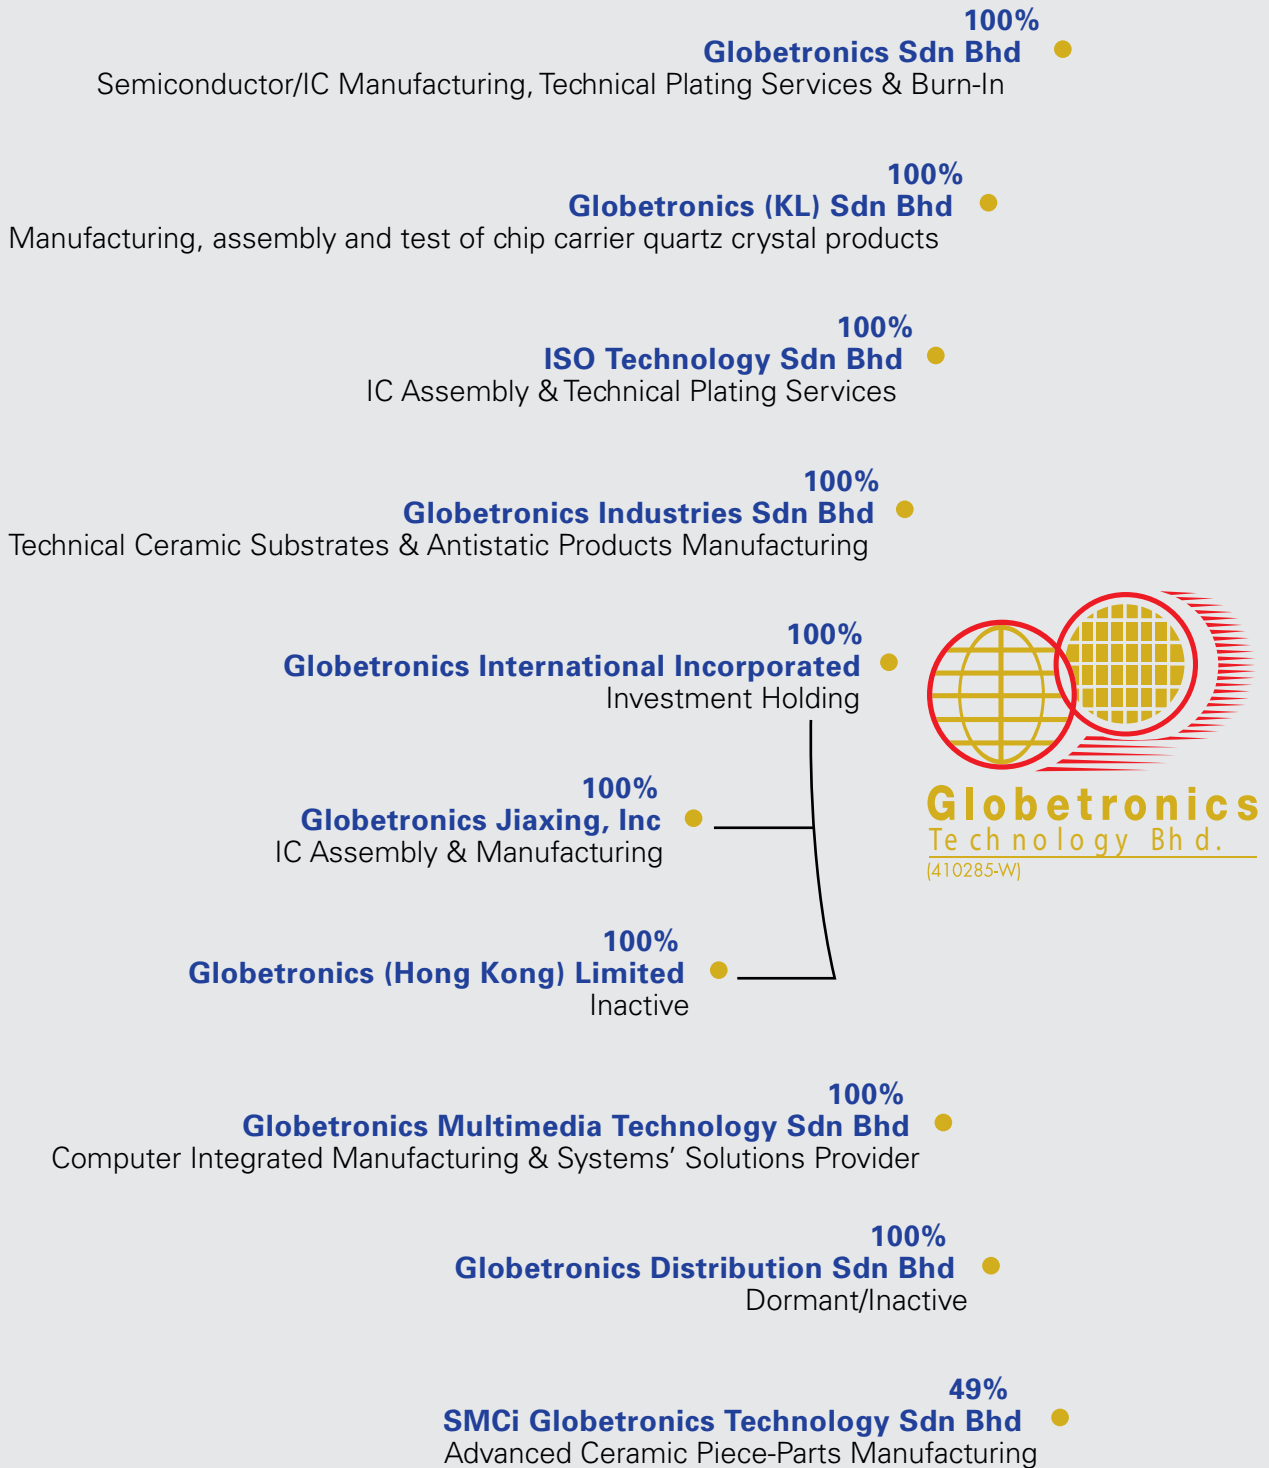 100%
Globetronics Sdn Bhd
Semiconductor/IC Manufacturing, Technical Plating Services & Burn-In
100%
Globetronics (KL) Sdn Bhd
Manufacturing, assembly and test of chip carrier quartz crystal products
100%
ISO Technology Sdn Bhd
IC Assembly & Technical Plating Services
100%
Globetronics Industries Sdn Bhd
Technical Ceramic Substrates & Antistatic Products Manufacturing
100%
Globetronics International Incorporated
Investment Holding
100%
Globetronics Jiaxing, Inc
IC Assembly & Manufacturing
Globetronics
Technology Bhd.
(410285-W)
100%
Globetronics (Hong Kong) Limited
Inactive
100%
Globetronics Multimedia Technology Sdn Bhd
Computer Integrated Manufacturing & Systems’ Solutions Provider
100%
Globetronics Distribution Sdn Bhd
Dormant/Inactive
49%
SMCi Globetronics Technology Sdn Bhd
Advanced Ceramic Piece-Parts Manufacturing